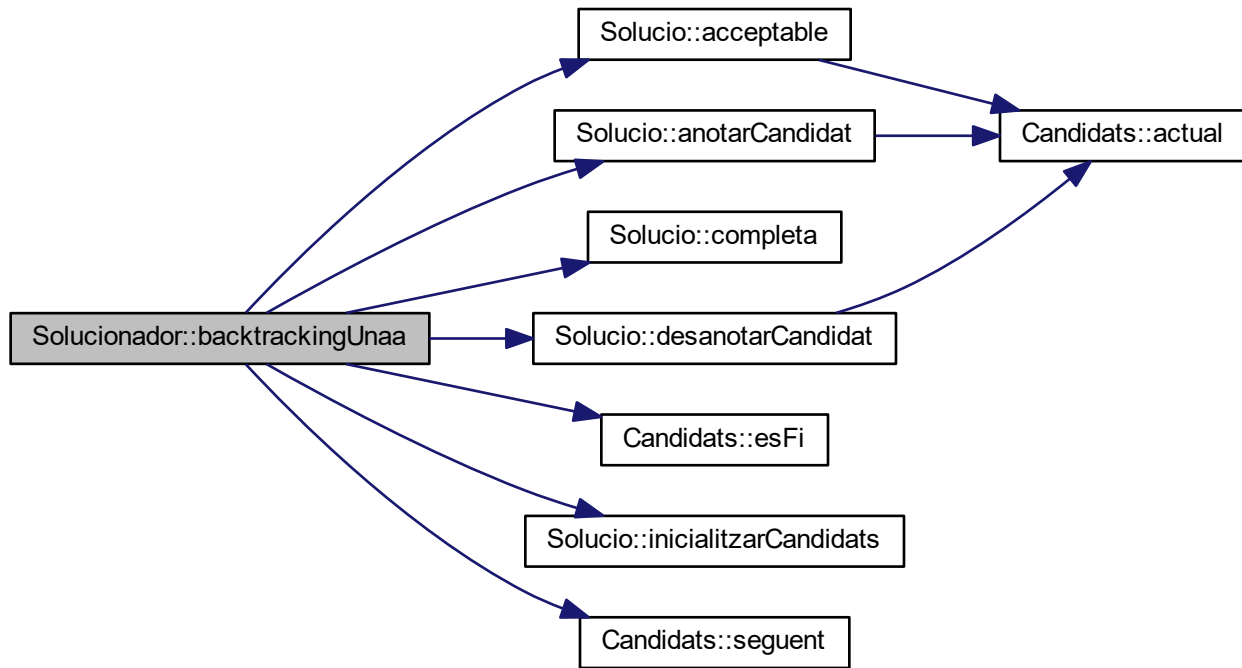 Solucio::acceptable
Solucio::anotarCandidat
Candidats::actual
Solucio::completa
Solucionador::backtrackingUnaa
Solucio::desanotarCandidat
Candidats::esFi
Solucio::inicialitzarCandidats
Candidats::seguent